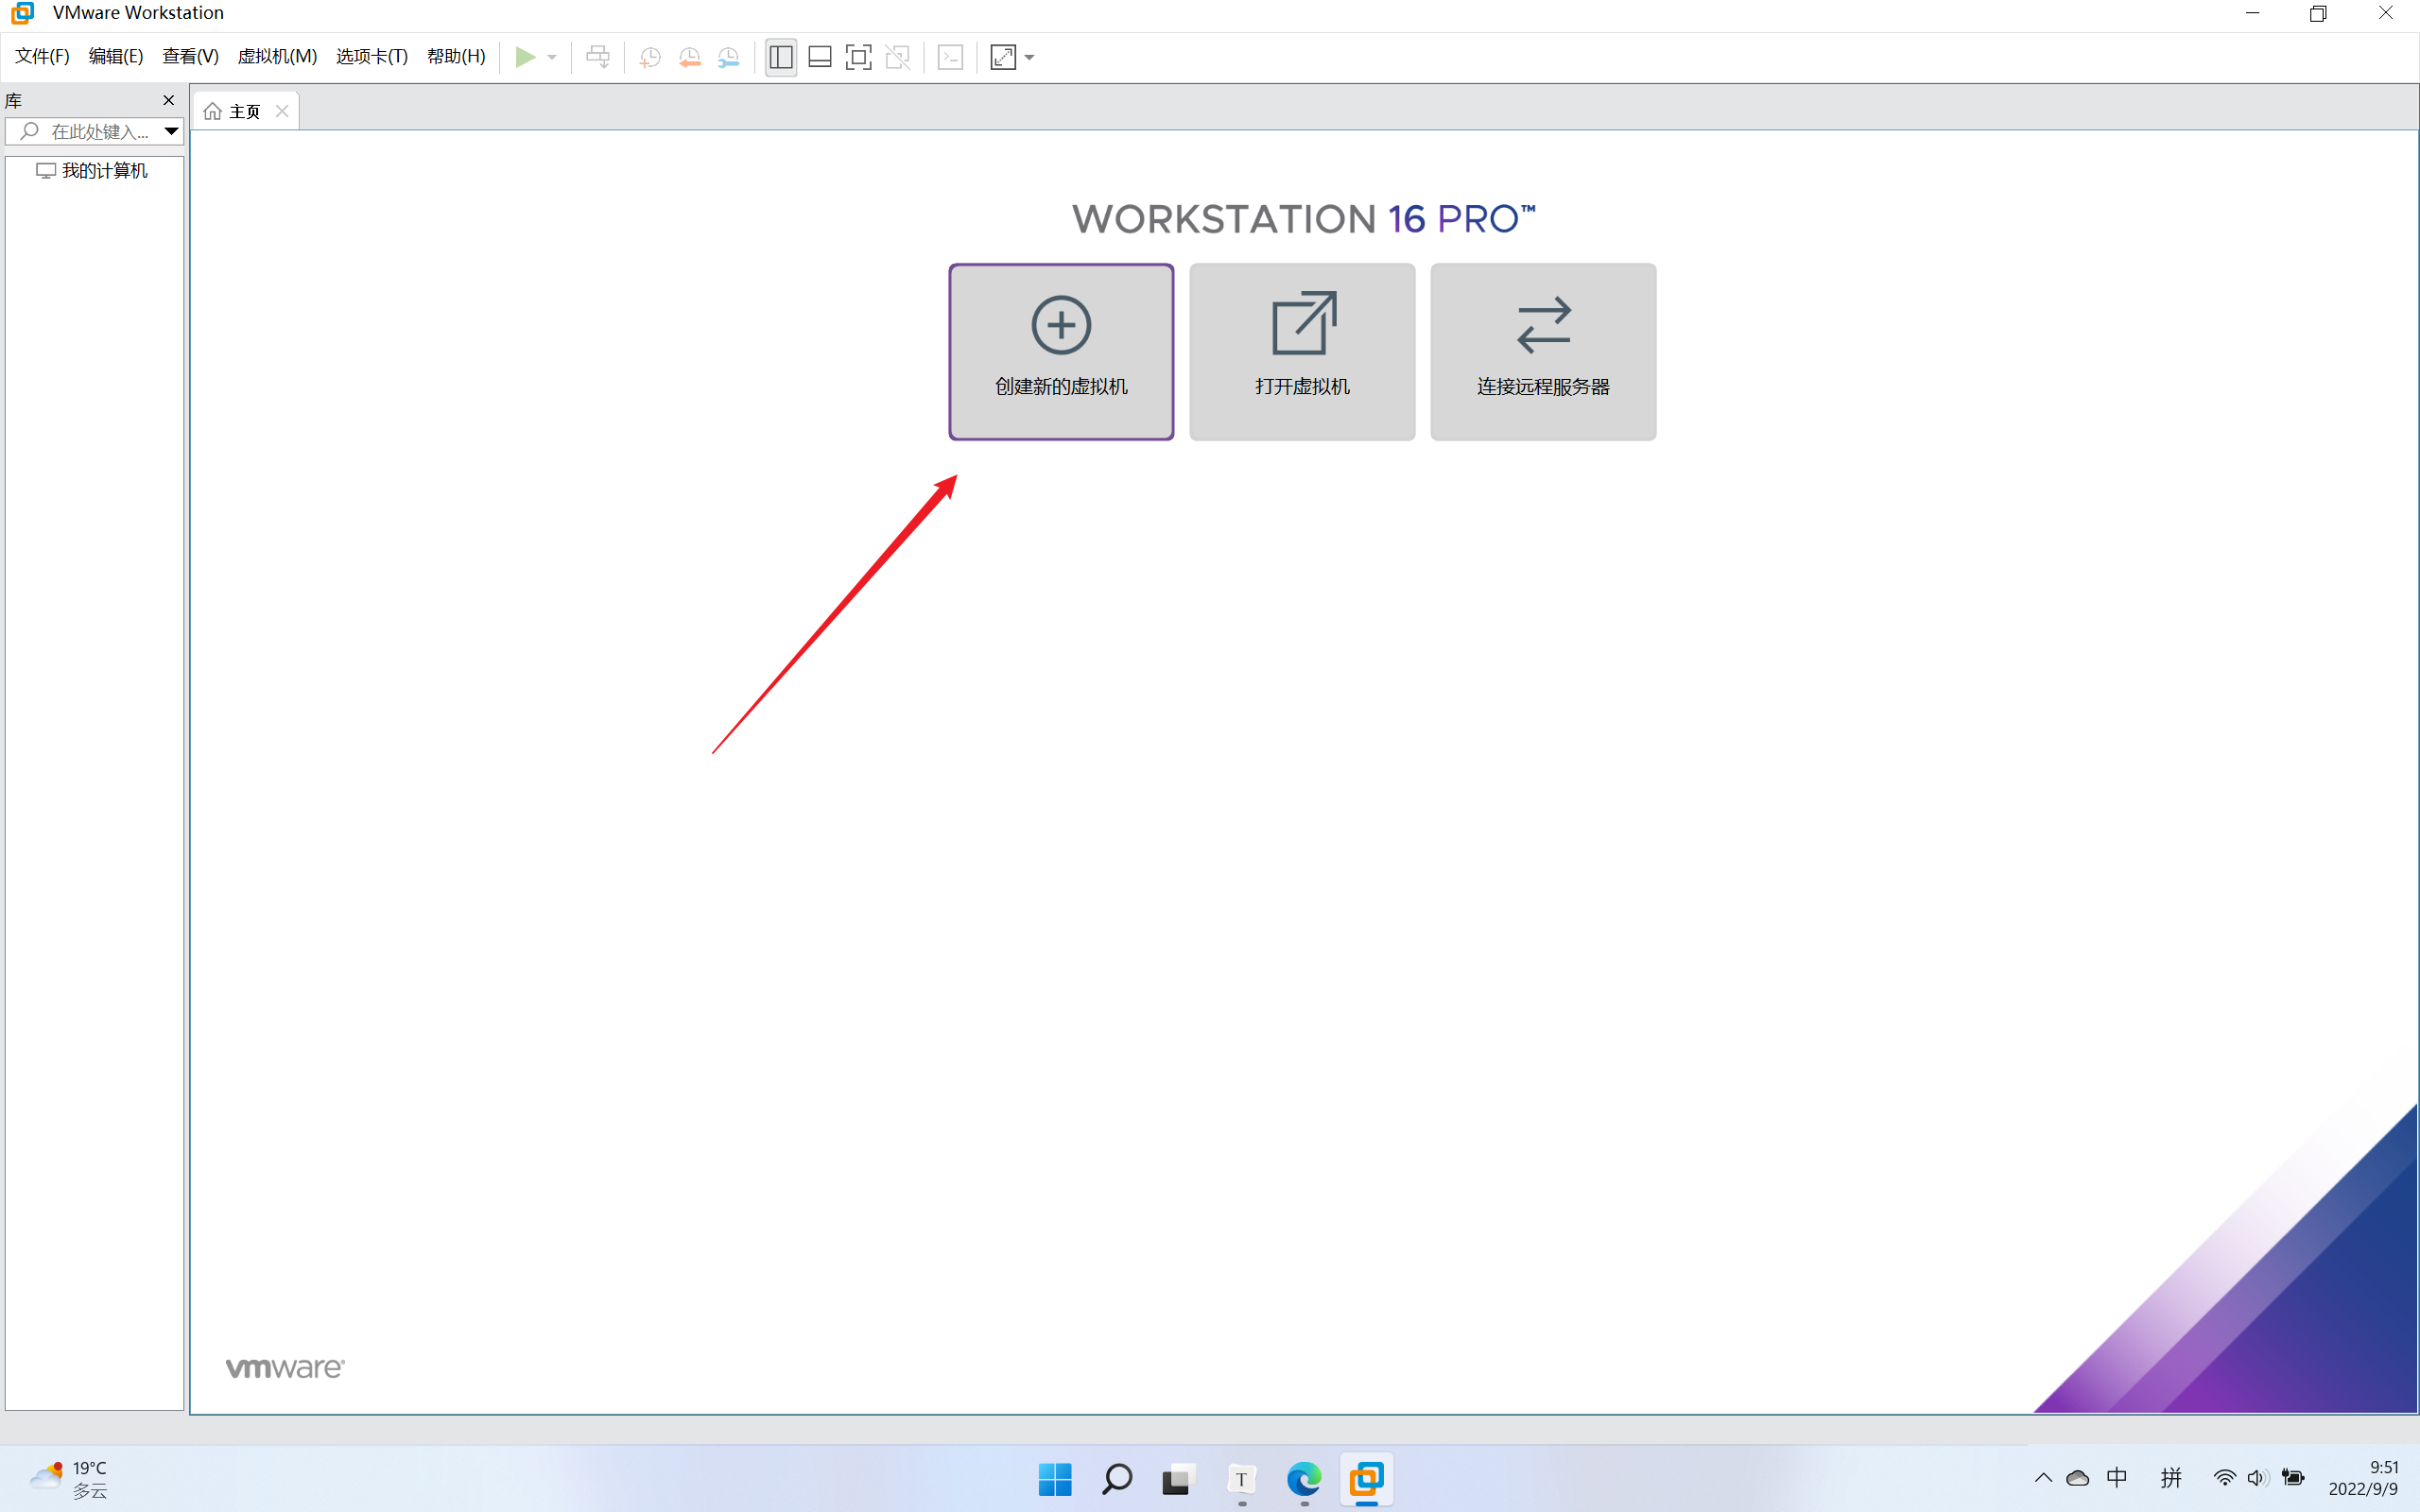 VMware Workstation
文件(F) 编辑(E) 查看(V) 虚拟机(M) 选项卡(T) 帮助(H)
库
主页
在此处键入...
我的计算机
WORKSTATION 16 PRO™
创建新的虚拟机
打开虚拟机
连接远程服务器
vmware®
19°C
多云
T
中
拼
9:51
2022/9/9